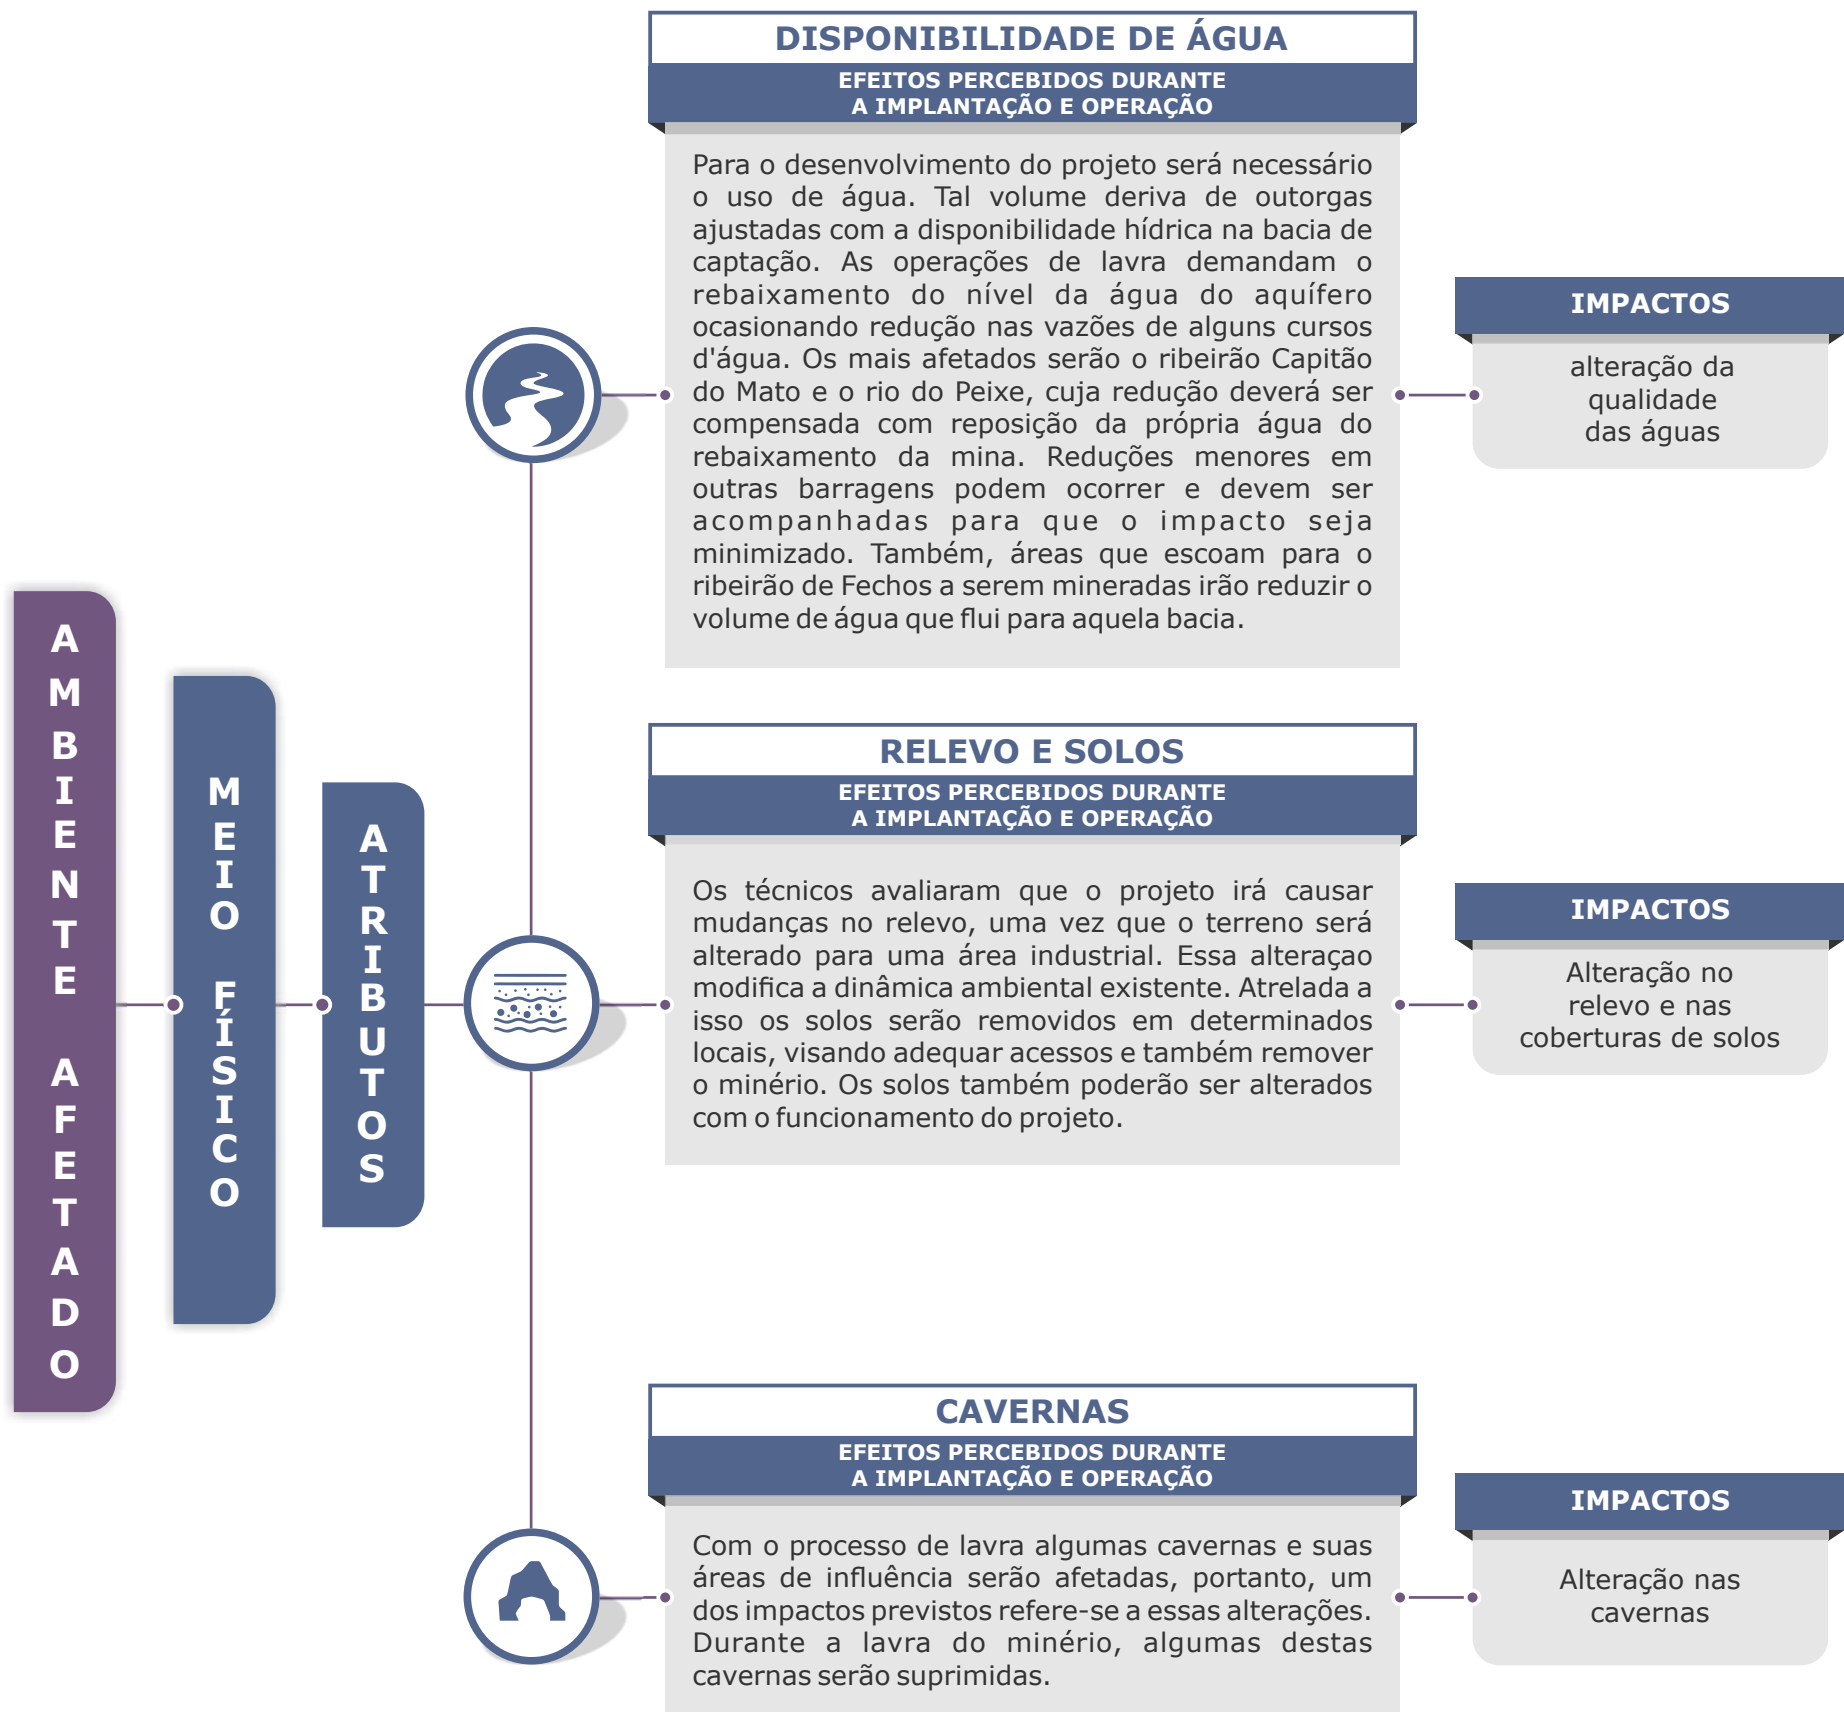 AMBIENTE AFETADO
MEIO FÍSICO
ATRIBUTOS
DISPONIBILIDADE DE ÁGUA
EFEITOS PERCEBIDOS DURANTE
A IMPLANTAÇÃO E OPERAÇÃO
Para o desenvolvimento do projeto será necessário
o uso de água. Tal volume deriva de outorgas
ajustadas com a disponibilidade hídrica na bacia de
captação. As operações de lavra demandam o
rebaixamento do nível da água do aquífero
ocasionando redução nas vazões de alguns cursos
d'água. Os mais afetados serão o ribeirão Capitão
do Mato e o rio do Peixe, cuja redução deverá ser
compensada com reposição da própria água do
rebaixamento da mina. Reduções menores em
outras barragens podem ocorrer e devem ser
acompanhadas para que o impacto seja
minimizado. Também, áreas que escoam para o
ribeirão de Fechos a serem mineradas irão reduzir o
volume de água que flui para aquela bacia.
IMPACTOS
alteração da
qualidade
das águas
RELEVO E SOLOS
EFEITOS PERCEBIDOS DURANTE
A IMPLANTAÇÃO E OPERAÇÃO
Os técnicos avaliaram que o projeto irá causar
mudanças no relevo, uma vez que o terreno será
alterado para uma área industrial. Essa alteraçao
modifica a dinâmica ambiental existente. Atrelada a
isso os solos serão removidos em determinados
locais, visando adequar acessos e também remover
o minério. Os solos também poderão ser alterados
com o funcionamento do projeto.
IMPACTOS
Alteração no
relevo e nas
coberturas de solos
CAVERNAS
EFEITOS PERCEBIDOS DURANTE
A IMPLANTAÇÃO E OPERAÇÃO
Com o processo de lavra algumas cavernas e suas
áreas de influência serão afetadas, portanto, um
dos impactos previstos refere-se a essas alterações.
Durante a lavra do minério, algumas destas
cavernas serão suprimidas.
IMPACTOS
Alteração nas
cavernas